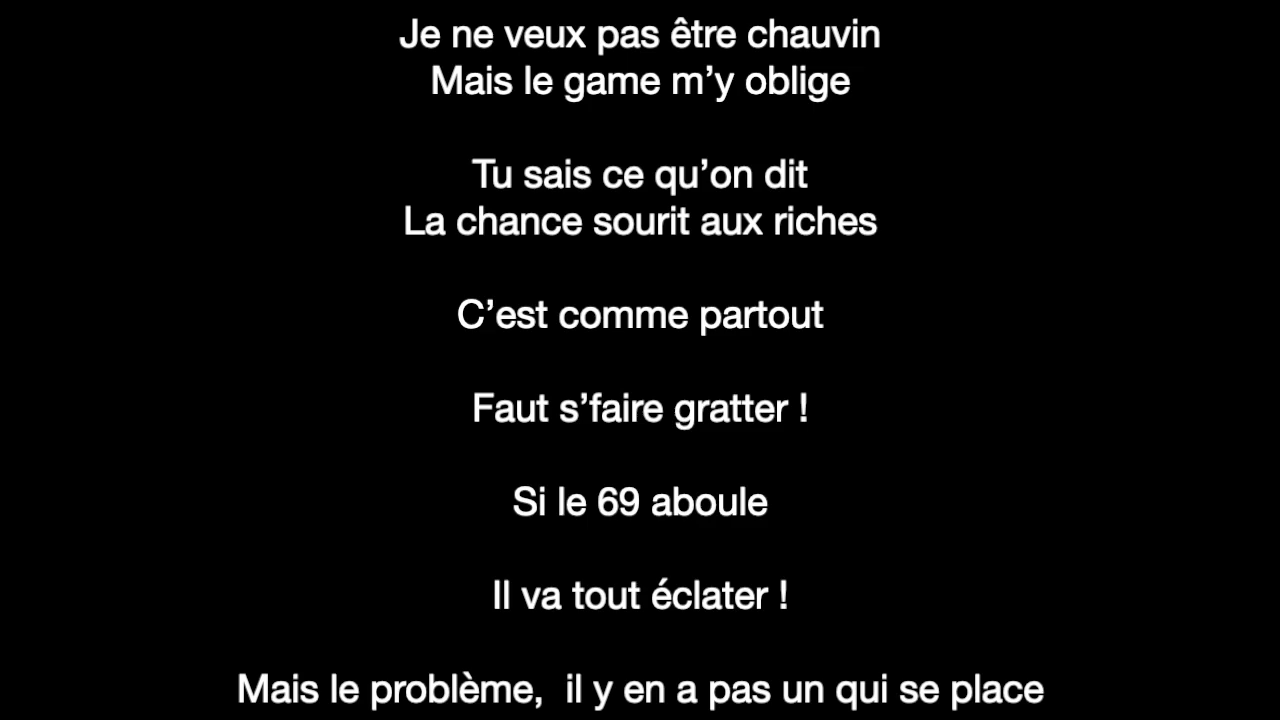 Je ne veux pas être chauvin
Mais le game m’y oblige
Tu sais ce qu’on dit
La chance sourit aux riches
C’est comme partout
Faut s’faire gratter !
Si le 69 aboule
Il va tout éclater !
Mais le problème,  il y en a pas un qui se place